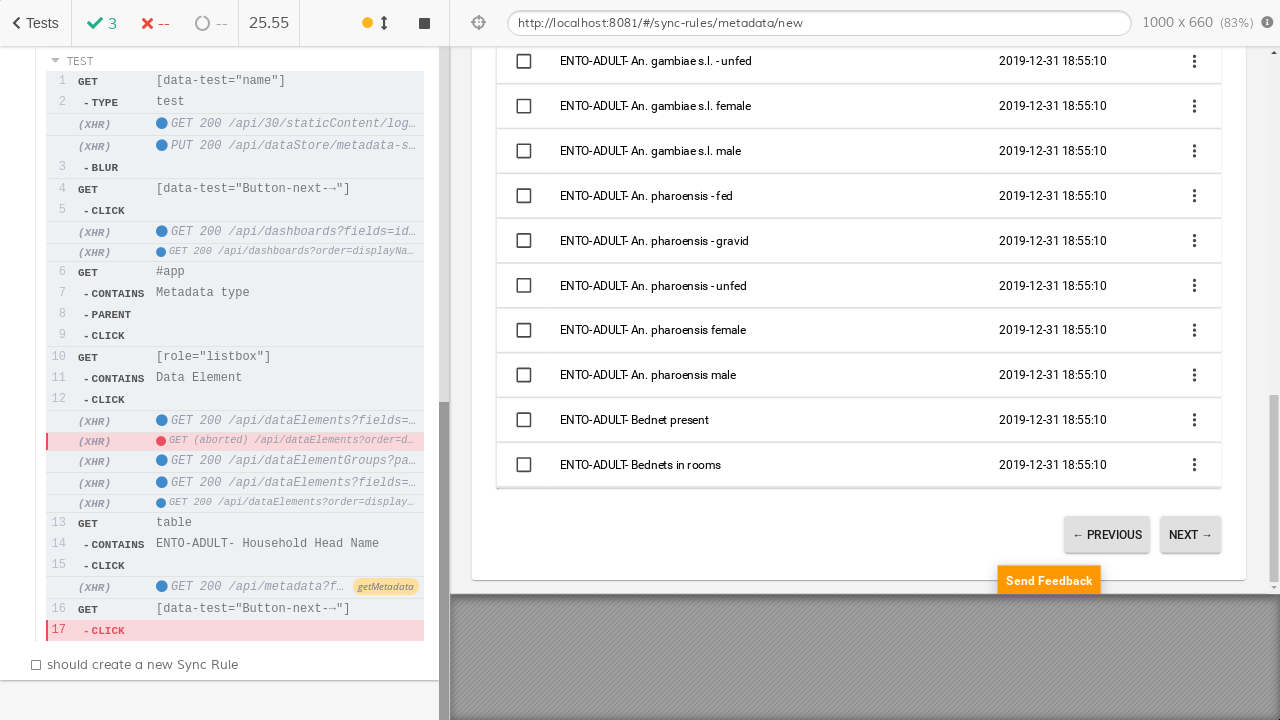 Tests
3
--
--
25.55
http://localhost:8081/#/sync-rules/metadata/new
1000 x 660 (83%)
TEST
1 GET [data-test="name"]
2 - TYPE test
(XHR) GET 200 /api/30/staticContent/log…
(XHR) PUT 200 /api/dataStore/metadata-s…
3 - BLUR
4 GET [data-test="Button-next-→"]
5 - CLICK
(XHR) GET 200 /api/dashboards?fields=id…
(XHR) GET 200 /api/dashboards?order=displayNa…
6 GET #app
7 - CONTAINS Metadata type
8 - PARENT
9 - CLICK
10 GET [role="listbox"]
11 - CONTAINS Data Element
12 - CLICK
(XHR) GET 200 /api/dataElements?fields=…
(XHR) GET (aborted) /api/dataElements?order=d…
(XHR) GET 200 /api/dataElementGroups?pa…
(XHR) GET 200 /api/dataElements?fields=…
(XHR) GET 200 /api/dataElements?order=display…
13 GET table
14 - CONTAINS ENTO-ADULT- Household Head Name
15 - CLICK
(XHR) GET 200 /api/metadata?f… getMetadata
16 GET [data-test="Button-next-→"]
17 - CLICK
should create a new Sync Rule
ENTO-ADULT- An. gambiae s.l. - unfed 2019-12-31 18:55:10
ENTO-ADULT- An. gambiae s.l. female 2019-12-31 18:55:10
ENTO-ADULT- An. gambiae s.l. male 2019-12-31 18:55:10
ENTO-ADULT- An. pharoensis - fed 2019-12-31 18:55:10
ENTO-ADULT- An. pharoensis - gravid 2019-12-31 18:55:10
ENTO-ADULT- An. pharoensis - unfed 2019-12-31 18:55:10
ENTO-ADULT- An. pharoensis female 2019-12-31 18:55:10
ENTO-ADULT- An. pharoensis male 2019-12-31 18:55:10
ENTO-ADULT- Bednet present 2019-12-31 18:55:10
ENTO-ADULT- Bednets in rooms 2019-12-31 18:55:10
← PREVIOUS NEXT →
Send Feedback